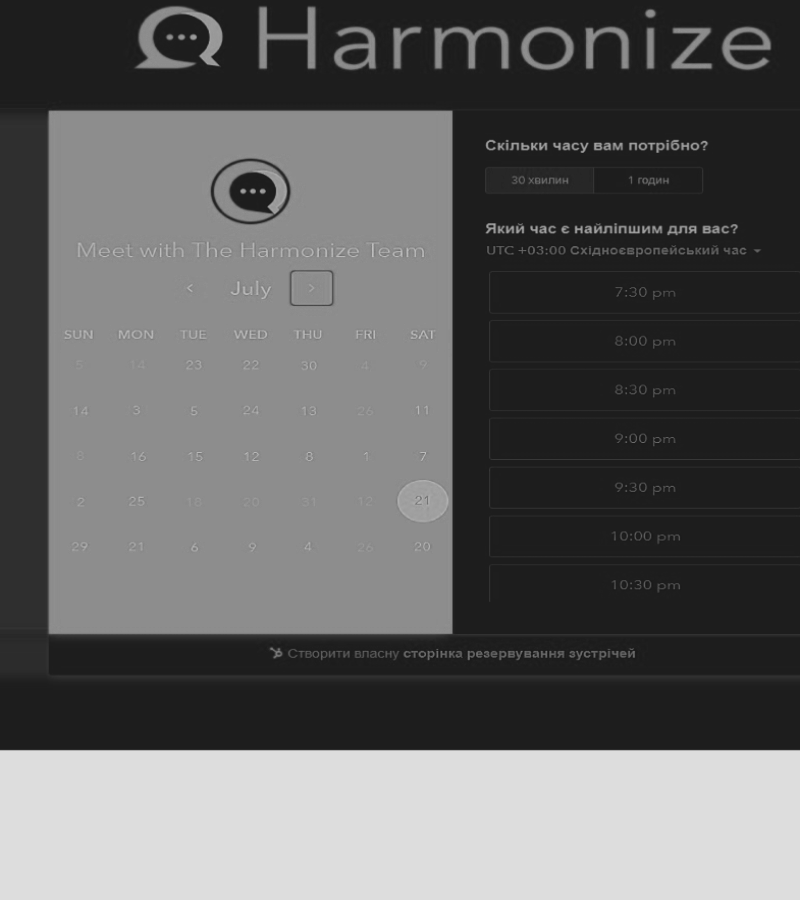 Harmonize
Meet with The Harmonize Team
< July >
SUN MON TUE WED THU FRI SAT
5 14 23 22 30 4 9
14 3 5 24 13 26 11
8 16 15 12 8 1 7
2 25 18 20 31 12 21
29 21 6 9 4 26 20
Скільки часу вам потрібно?
30 хвилин 1 годин
Який час є найліпшим для вас?
UTC +03:00 Східноєвропейський час
7:30 pm
8:00 pm
8:30 pm
9:00 pm
9:30 pm
10:00 pm
10:30 pm
Створити власну сторінка резервування зустрічей